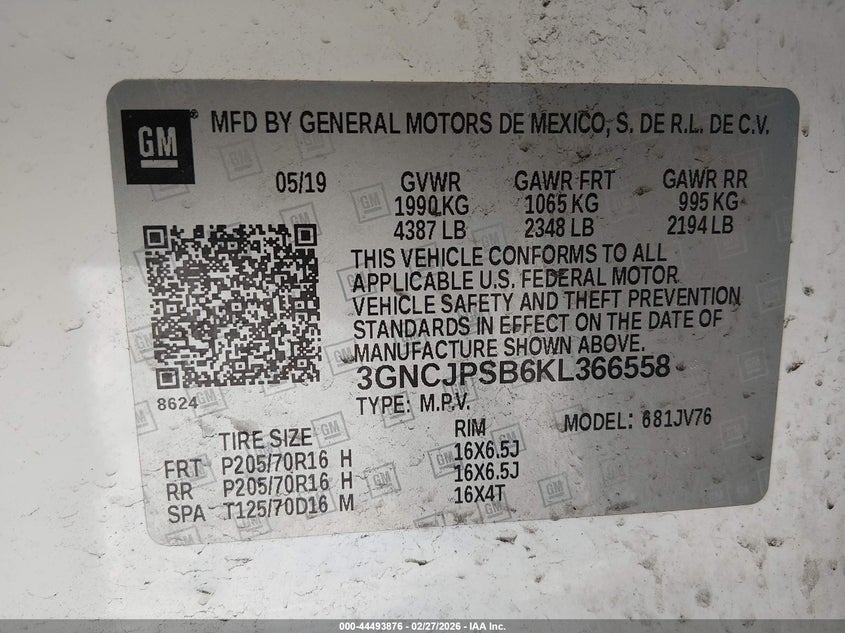 GM
® MFD BY GENERAL MOTORS DE MEXICO, S. DE R.L. DE C.V.
05/19 GVWR GAWR FRT GAWR RR
1990 KG 1065 KG 995 KG
4387 LB 2348 LB 2194 LB
THIS VEHICLE CONFORMS TO ALL
APPLICABLE U.S. FEDERAL MOTOR
VEHICLE SAFETY AND THEFT PREVENTION
STANDARDS IN EFFECT ON THE DATE OF
MANUFACTURE SHOWN ABOVE.
3GNCJPSB6KL366558
8624
TYPE: M.P.V. MODEL: 681JV76
TIRE SIZE RIM
FRT P205/70R16 H 16X6.5J
RR P205/70R16 H 16X6.5J
SPA T125/70D16 M 16X4T
000-44493876 - 02/27/2026 - IAA Inc.